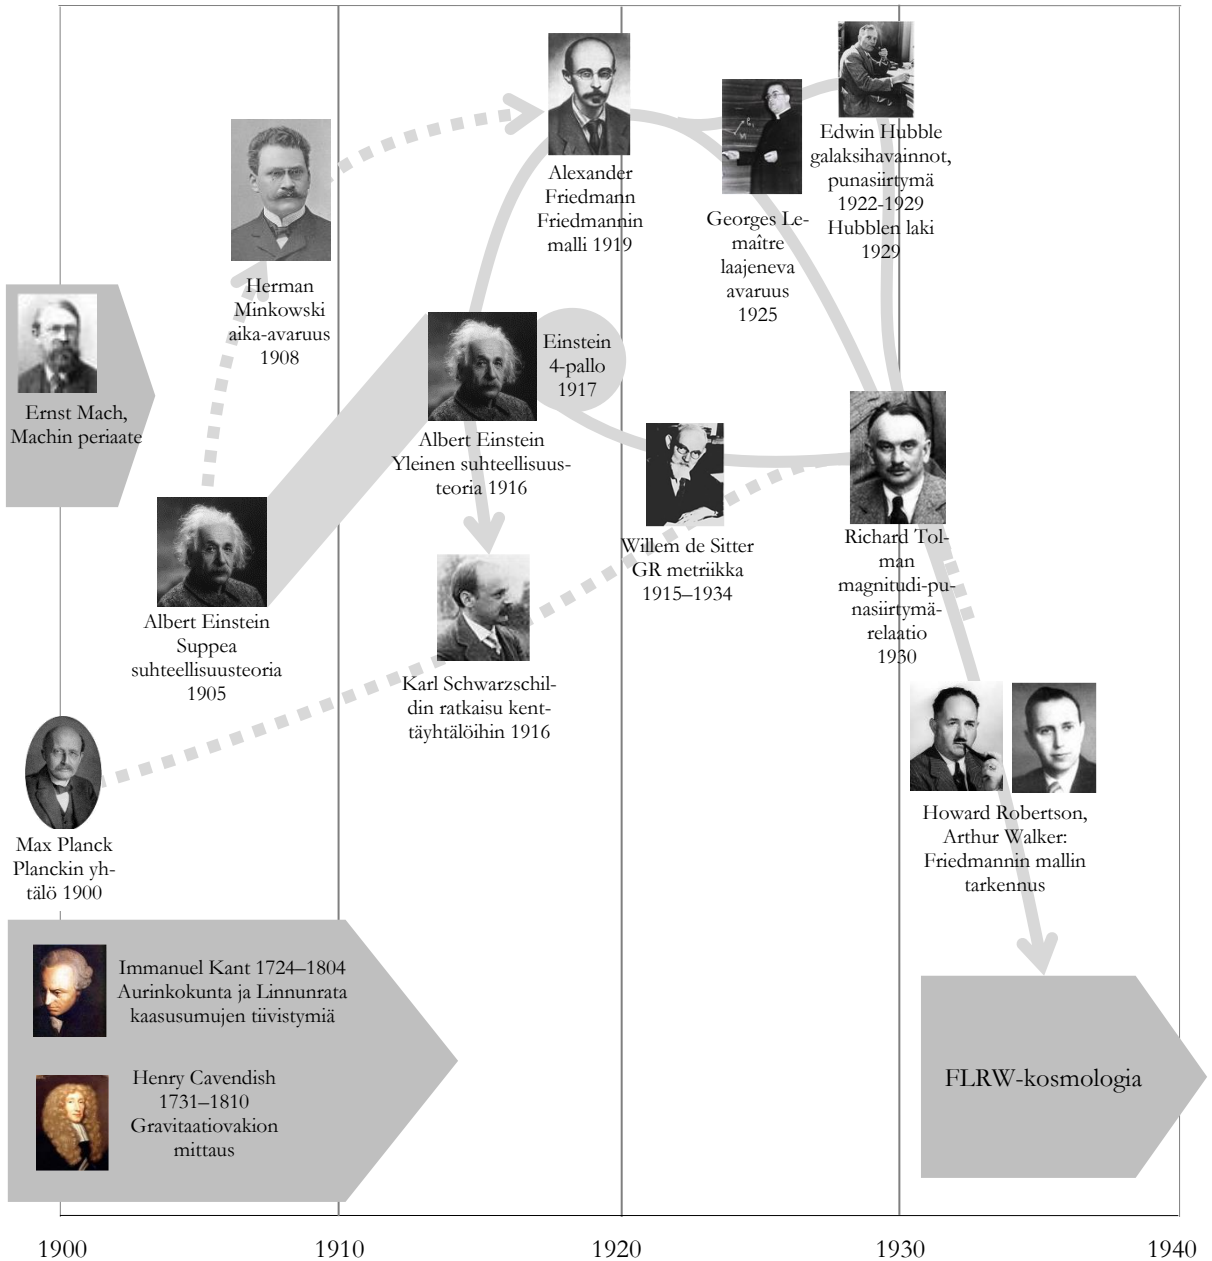 Edwin Hubble
galaksihavainnot,
punasiirtymä
1922-1929
Hubblen laki
1929
Alexander
Friedmann
Friedmannin
malli 1919
Georges Le-
maître
laajeneva
avaruus
1925
Herman
Minkowski
aika-avaruus
1908
Einstein
4-pallo
1917
Ernst Mach,
Machin periaate
Albert Einstein
Yleinen suhteellisuus-
teoria 1916
Willem de Sitter
GR metriikka
1915–1934
Richard Tol-
man
magnitudi-pu-
nasiirtymä-
relaatio
1930
Albert Einstein
Suppea
suhteellisuusteoria
1905
Karl Schwarzschil-
din ratkaisu kent-
täyhtälöihin 1916
Max Planck
Planckin yh-
tälö 1900
Howard Robertson,
Arthur Walker:
Friedmannin mallin
tarkennus
Immanuel Kant 1724–1804
Aurinkokunta ja Linnunrata
kaasusumujen tiivistymiä
Henry Cavendish
1731–1810
Gravitaatiovakion
mittaus
FLRW-kosmologia
1900
1910
1920
1930
1940